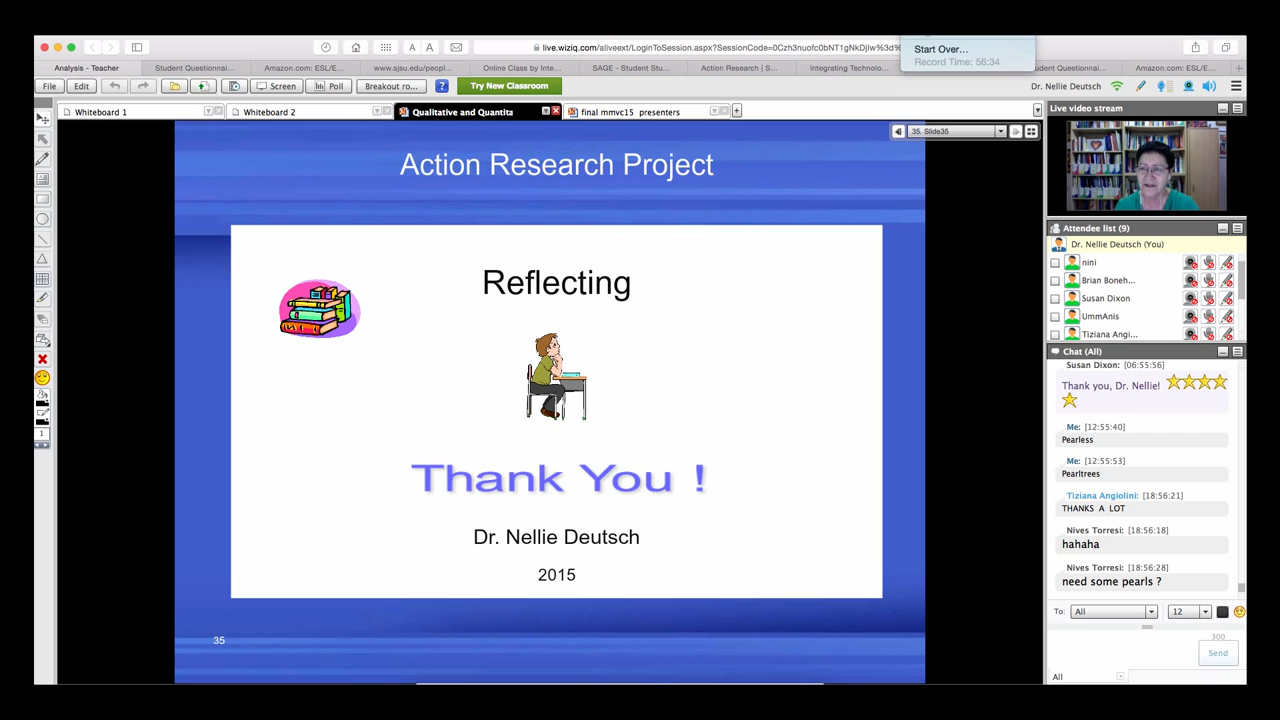 Start Over…
Record Time: 56:34
live.wiziq.com/aliveext/LoginToSession.aspx?SessionCode=0Czh3nuofc0bNT1gNkDjIw%3d%
Analysis - Teacher
Student Questionnai...
Amazon.com: ESL/E...
www.sjsu/peopl...
Online Class by Inte...
SAGE - Student Stu...
Action Research | S...
Integrating Technolo...
tudent Questionnai...
Amazon.com: ESL/E...
File
Edit
Screen
Poll
Breakout ro...
?
Try New Classroom
Dr. Nellie Deutsch
Whiteboard 1
Whiteboard 2
Qualitative and Quantita
final mmvc15 presenters
Live video stream
35. Slide35
Action Research Project
Reflecting
Thank You !
Dr. Nellie Deutsch
2015
35
1
Attendee list (9)
Dr. Nellie Deutsch (You)
nini
Brian Boneh...
Susan Dixon
UmmAnis
Tiziana Angi...
Chat (All)
Susan Dixon: [06:55:56]
Thank you, Dr. Nellie!
Me: [12:55:40]
Pearless
Me: [12:55:53]
Pearltrees
Tiziana Angiolini: [18:56:21]
THANKS A LOT
Nives Torresi: [18:56:18]
hahaha
Nives Torresi: [18:56:28]
need some pearls ?
To:
All
12
300
Send
All